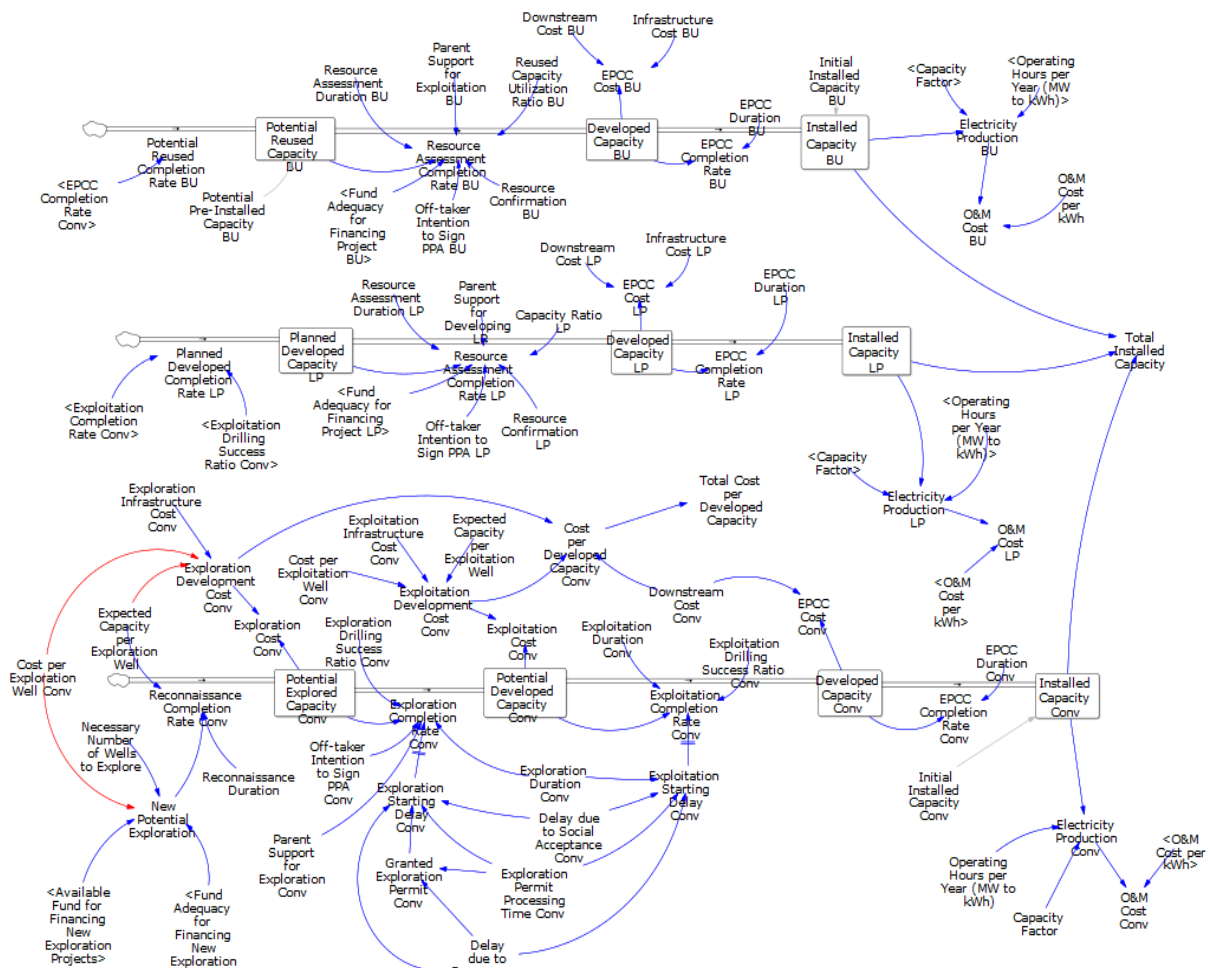 Downstream
Cost BU
Infrastructure
Cost BU
Parent
Support
for
Exploitation
BU
Reused
Capacity
Utilization
Ratio BU
Resource
Assessment
Duration BU
EPCC
Cost BU
Initial
Installed
Capacity
BU
<Capacity
Factor>
<Operating
Hours per
Year (MW
to kWh)>
EPCC
Duration
BU
Potential
Reused
Capacity
BU
Developed
Capacity
BU
Installed
Capacity BU
Electricity
Production
BU
Potential
Reused
Completion
Rate BU
Resource
Assessment
Completion
Rate BU
EPCC
Completion
Rate
BU
<EPCC
Completion
Rate
Conv>
Potential
Pre-Installed
Capacity
BU
<Fund
Adequacy
for
Financing
Project
BU>
Off-taker
Intention
to Sign
PPA BU
Resource
Confirmation
BU
O&M
Cost BU
O&M
Cost
per
kWh
Downstream
Cost LP
Infrastructure
Cost LP
Resource
Assessment
Duration LP
Parent
Support
for
Developing
LP
Capacity Ratio
LP
EPCC
Cost
LP
EPCC
Duration
LP
Planned
Developed
Capacity
LP
Developed
Capacity
LP
Installed
Capacity
LP
Total
Installed
Capacity
Planned
Developed
Completion
Rate LP
Resource
Assessment
Completion
Rate LP
EPCC
Completion
Rate LP
<Exploitation
Completion
Rate Conv>
<Exploitation
Drilling
Success
Ratio Conv>
<Fund
Adequacy for
Financing
Project LP>
Off-taker
Intention to
Sign PPA LP
Resource
Confirmation
LP
<Operating
Hours
per Year
(MW to
kWh)>
<Capacity
Factor>
Electricity
Production
LP
O&M
Cost LP
<O&M
Cost
per
kWh>
Exploration
Infrastructure
Cost
Conv
Total Cost
per
Developed
Capacity
Exploitation
Infrastructure
Cost
Conv
Expected
Capacity
per
Exploitation
Well
Cost
per
Developed
Capacity Conv
Cost per
Exploitation
Well
Conv
Exploration
Development
Cost Conv
Exploitation
Development
Cost Conv
Downstream
Cost
Conv
EPCC
Cost
Conv
Expected
Capacity
per
Exploration
Well
Exploration
Cost
Conv
Exploration
Drilling
Success
Ratio Conv
Exploitation
Cost
Conv
Exploitation
Duration
Conv
Exploitation
Drilling
Success Ratio
Conv
EPCC
Duration
Conv
Cost per
Exploration
Well Conv
Potential
Explored
Capacity
Conv
Potential
Developed
Capacity
Conv
Developed
Capacity
Conv
Installed
Capacity
Conv
Reconnaissance
Completion
Rate Conv
Exploration
Completion
Rate
Conv
Exploitation
Completion
Rate
Conv
EPCC
Completion
Rate
Conv
Necessary
Number
of Wells
to Explore
Reconnaissance
Duration
Off-taker
Intention
to Sign
PPA
Conv
Exploration
Duration
Conv
Exploration
Starting
Delay
Conv
Exploitation
Starting
Delay
Conv
Initial
Installed
Capacity
Conv
New
Potential
Exploration
Delay due
to Social
Acceptance
Conv
Electricity
Production
Conv
<O&M
Cost per
kWh>
Parent
Support
for
Exploration
Conv
Granted
Exploration
Permit
Conv
Exploration
Permit
Processing
Time Conv
Operating
Hours per
Year (MW to
kWh)
Capacity
Factor
O&M
Cost
Conv
<Available
Fund for
Financing
New
Exploration
Projects>
<Fund
Adequacy
for
Financing
New
Exploration
Delay
due to